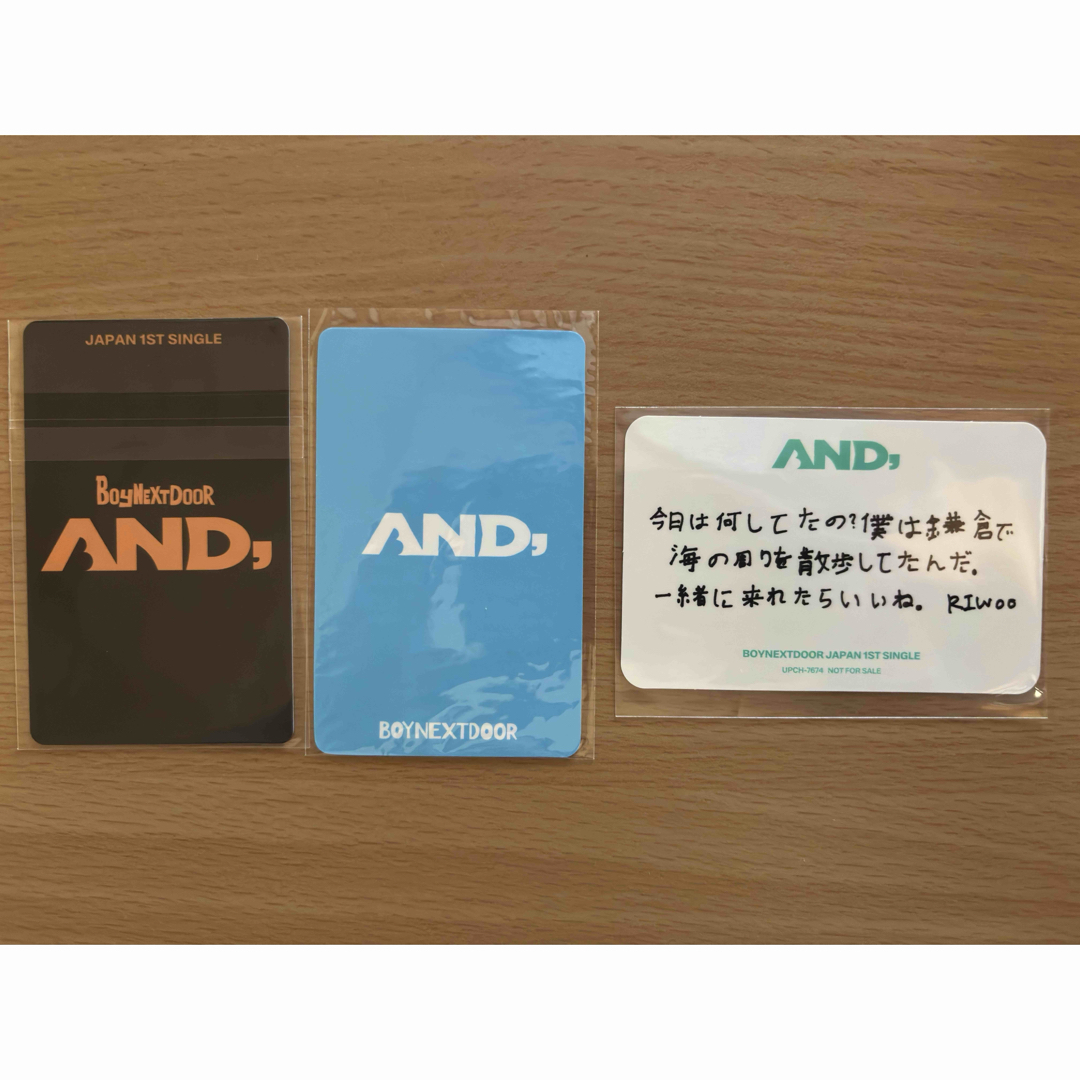 JAPAN 1ST SINGLE
BOYNEXTDOOR
AND,
AND,
BOYNEXTDOOR
AND,
今日は何してたの?僕は鎌倉で
海の周りを散歩してたんだ。
一緒に来れたらいいね。 RIWOO
BOYNEXTDOOR JAPAN 1ST SINGLE
UPCH-7674 NOT FOR SALE